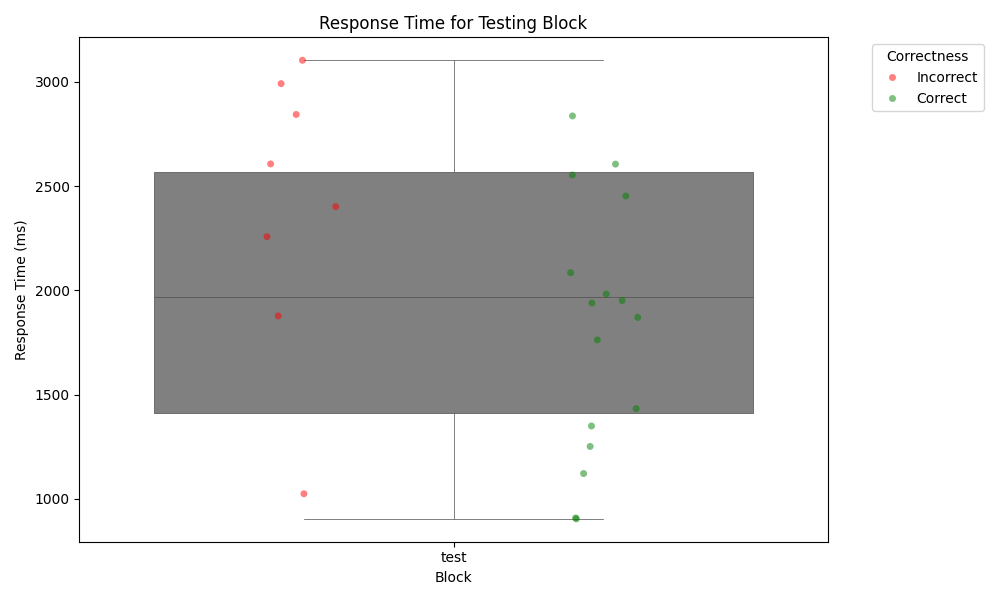 Response Time for Testing Block
Correctness
Incorrect
Correct
3000
2500
2000
1500
1000
Response Time (ms)
test
Block